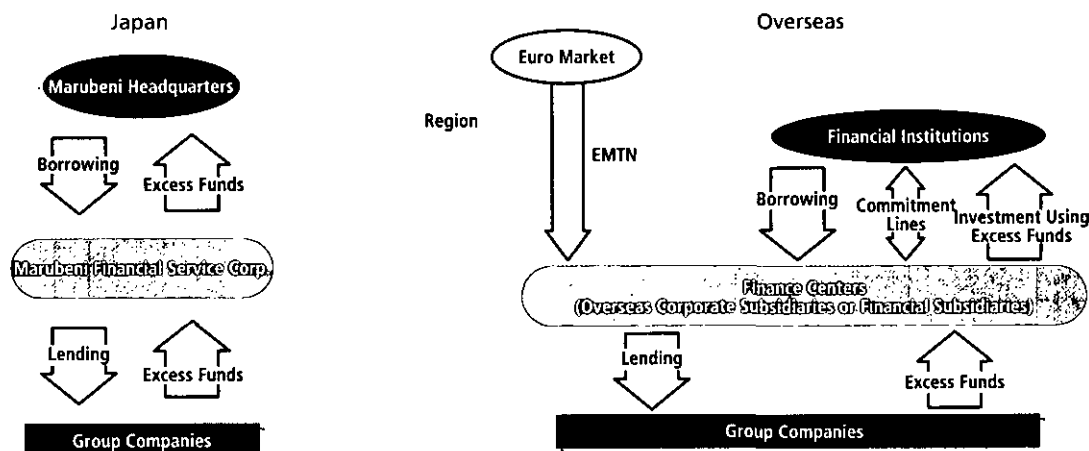 Japan
Marubeni Headquarters
Borrowing
Excess Funds
Marubeni Financial Service Corp.
Lending
Excess Funds
Group Companies
Overseas
Euro Market
Region
EMTN
Financial Institutions
Borrowing
Commitment
Lines
Investment Using
Excess Funds
Finance Centers
(Overseas Corporate Subsidiaries or Financial Subsidiaries)
Lending
Excess Funds
Group Companies